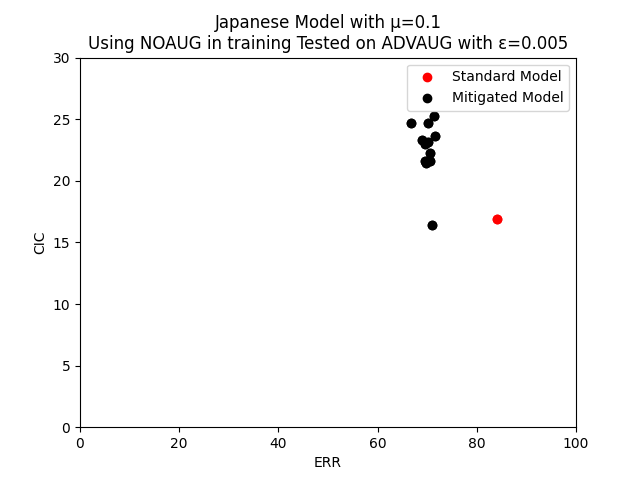 Japanese Model with μ=0.1
Using NOAUG in training Tested on ADVAUG with ε=0.005
Standard Model
Mitigated Model
30
25
20
15
10
5
0
CIC
0 20 40 60 80 100
ERR